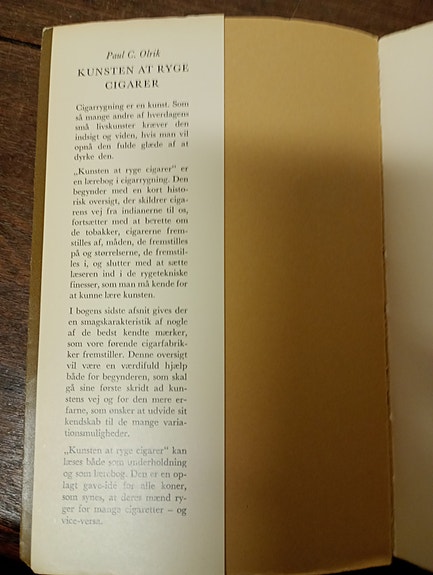 Paul C. Olrik
KUNSTEN AT RYGE
CIGARER
Cigarrygning er en kunst. Som
så mange andre af hverdagens
små livskunster kræver den
indsigt og viden, hvis man vil
opnå den fulde glæde af at
dyrke den.
„Kunsten at ryge cigarer“ er
en lærebog i cigarrygning. Den
begynder med en kort histo-
risk oversigt, der skildrer ciga-
rens vej fra indianerne til os,
fortsætter med at berette om
de tobakker, cigarerne frem-
stilles af, måden, de fremstilles
på og størrelserne, de fremstil-
les i, og slutter med at sætte
læseren ind i de rygetekniske
finesser, som man må kende for
at kunne lære kunsten.
I bogens sidste afsnit gives der
en smagskarakteristik af nogle
af de bedst kendte mærker,
som vore førende cigarfabrik-
ker fremstiller. Denne oversigt
vil være en værdifuld hjælp
både for begynderen, som skal
gå sine første skridt ad kun-
stens vej og for den mere er-
farne, som ønsker at udvide sit
kendskab til de mange varia-
tionsmuligheder.
„Kunsten at ryge cigarer“ kan
læses både som underholdning
og som lærebog. Den er en op-
lagt gave-ide for alle koner,
som synes, at deres mænd ry-
ger for mange cigaretter – og
vice-versa.